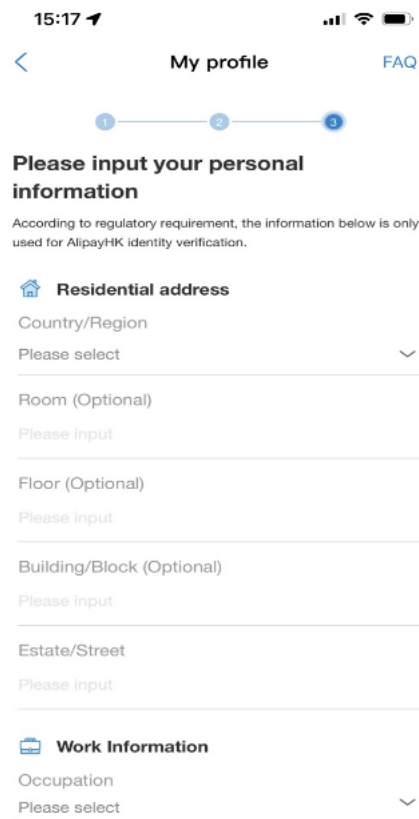 15:17
My profile
FAQ
1
2
3
Please input your personal
information
According to regulatory requirement, the information below is only
used for AlipayHK identity verification.
Residential address
Country/Region
Please select
Room (Optional)
Please input
Floor (Optional)
Please input
Building/Block (Optional)
Please input
Estate/Street
Please input
Work Information
Occupation
Please select